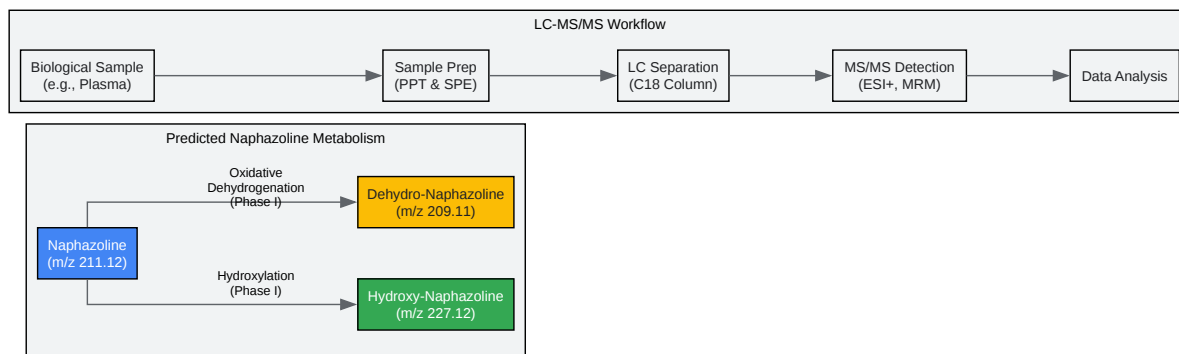 LC-MS/MS Workflow
Biological Sample
(e.g., Plasma)
Sample Prep
(PPT & SPE)
LC Separation
(C18 Column)
MS/MS Detection
(ESI+, MRM)
Data Analysis
Predicted Naphazoline Metabolism
Oxidative
Dehydrogenation
(Phase I)
Dehydro-Naphazoline
(m/z 209.11)
Naphazoline
(m/z 211.12)
Hydroxylation
(Phase I)
Hydroxy-Naphazoline
(m/z 227.12)